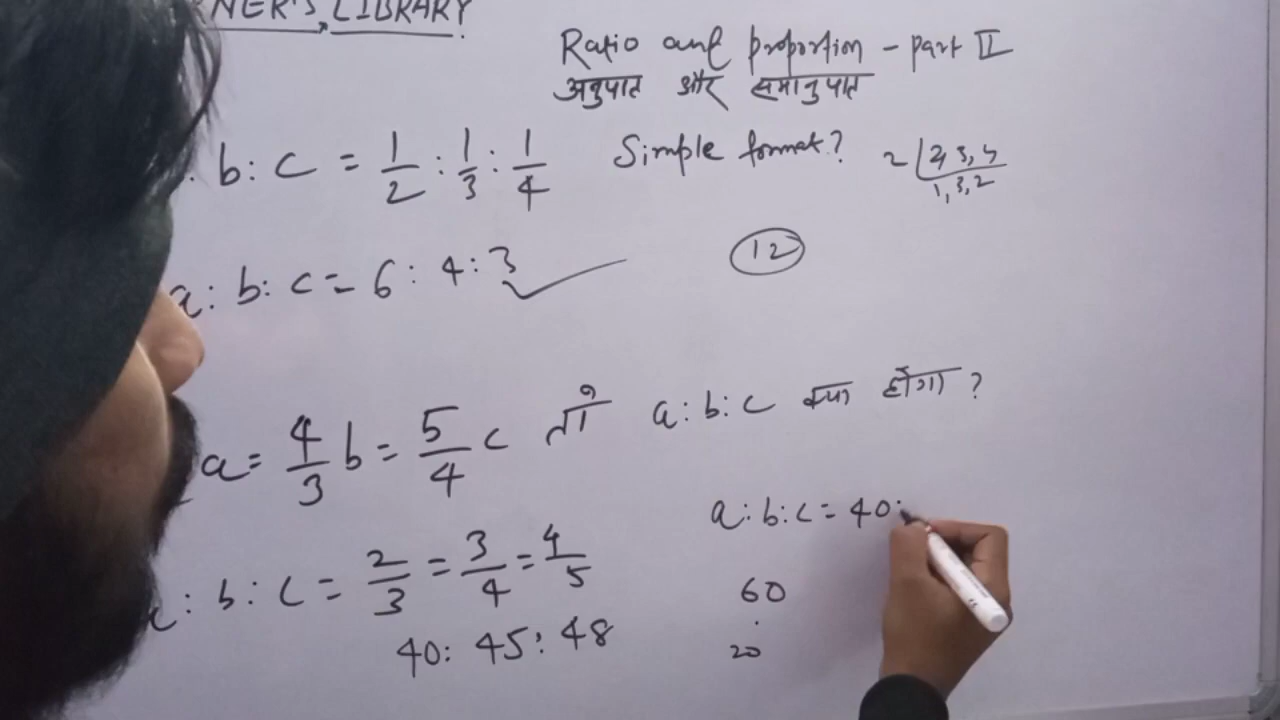 NER'S LIBRARY
Ratio and proportion - part II
अनुपात और समानुपात
b : c = 1/2 : 1/3 : 1/4 Simple format ?
2 | 2, 3, 4
1, 3, 2
a : b : c = 6 : 4 : 3
12
a = 4/3 b = 5/4 c तो a : b : c क्या होगा ?
a : b : c = 2/3 = 3/4 = 4/5
40 : 45 : 48
a : b : c = 40 :
60
20